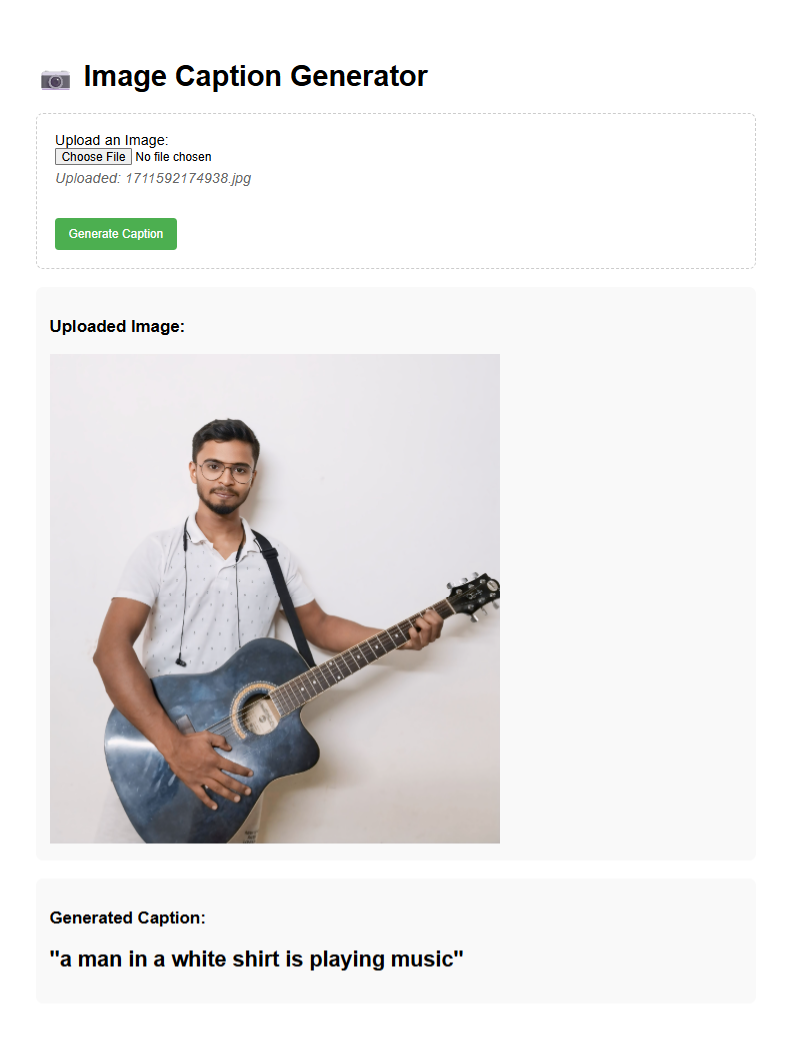 Image Caption Generator
Upload an Image:
Choose File No file chosen
Uploaded: 1711592174938.jpg
Generate Caption
Uploaded Image:
Generated Caption:
"a man in a white shirt is playing music"